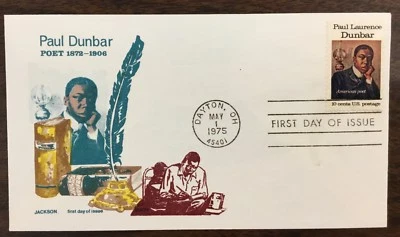 Paul Dunbar
POET 1872-1906
JACKSON first day of issue
DAYTON, OH
MAY
1
1975
45401
FIRST DAY OF ISSUE
Paul Laurence
Dunbar
American poet
10 cents U.S. postage